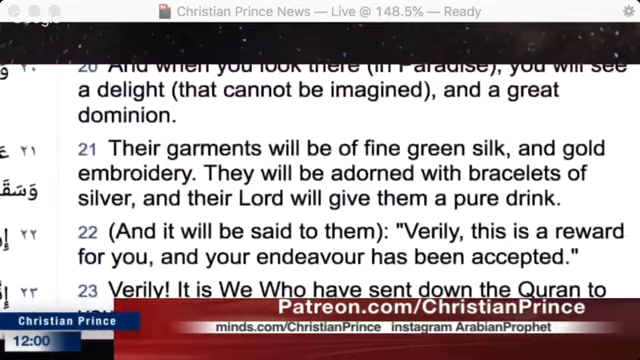 Christian Prince News — Live @ 148.5% — Ready
Google
٢٠
20 And when you look there (in Paradise), you will see
a delight (that cannot be imagined), and a great
dominion.
٢١
21 Their garments will be of fine green silk, and gold
embroidery. They will be adorned with bracelets of
وَسَقَ
silver, and their Lord will give them a pure drink.
٢٢ إِن
22 (And it will be said to them): "Verily, this is a reward
for you, and your endeavour has been accepted."
٢٣ إِنَّ
23 Verily! It is We Who have sent down the Quran to
Patreon.com/ChristianPrince
Christian Prince
minds.com/ChristianPrince instagram ArabianProphet
12:00